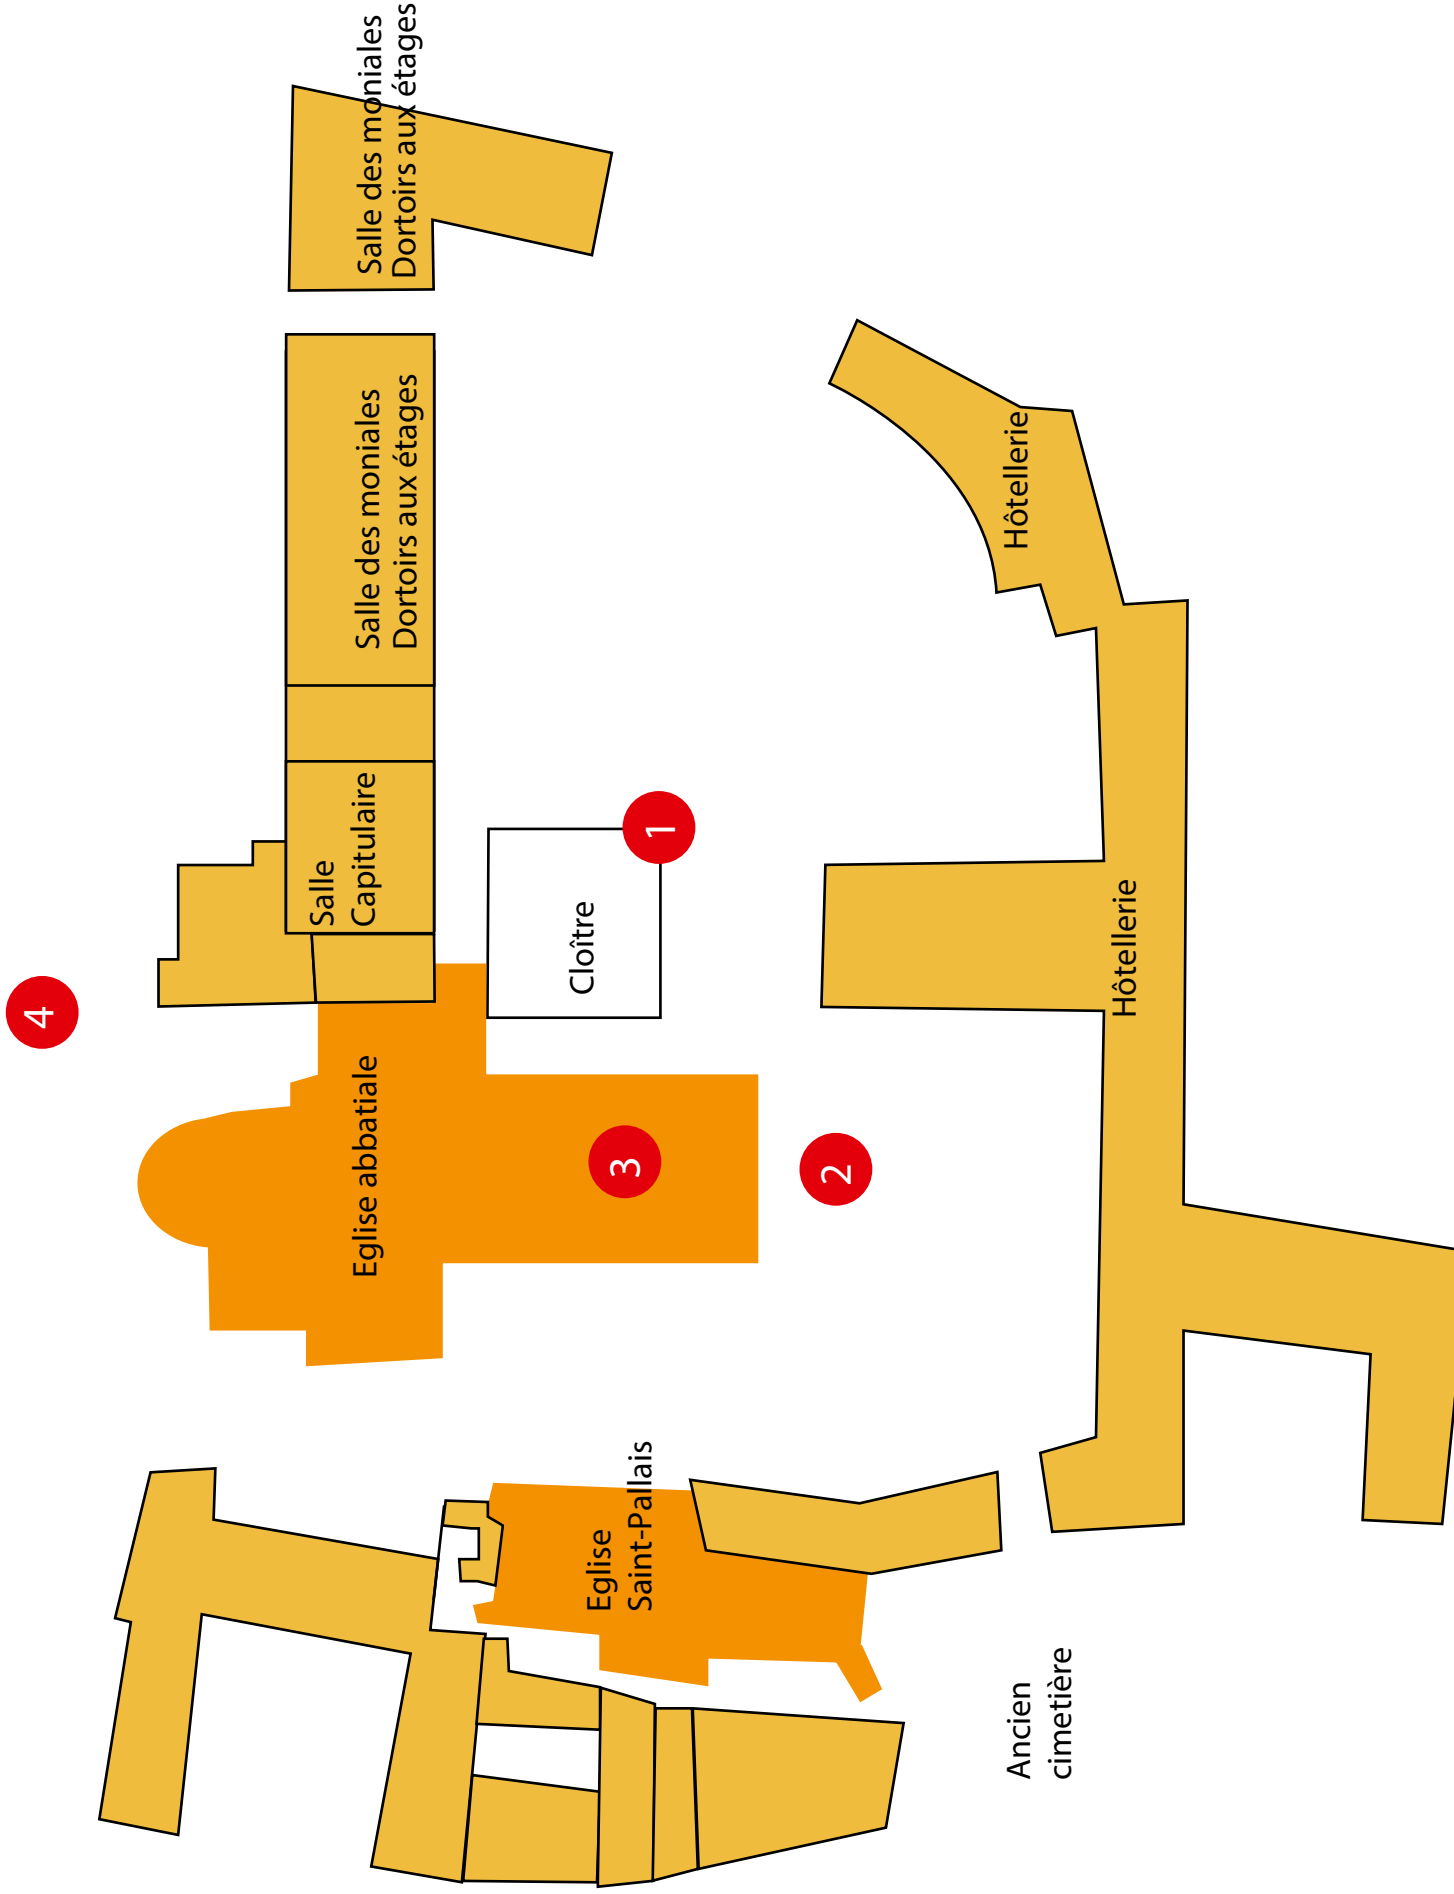 Salle des moniales
Dortoirs aux étages
Salle des moniales
Dortoirs aux étages
Hôtellerie
Salle
Capitulaire
1
Cloître
Hôtellerie
4
Eglise abbatiale
3
2
Eglise
Saint-Pallais
Ancien
cimetière